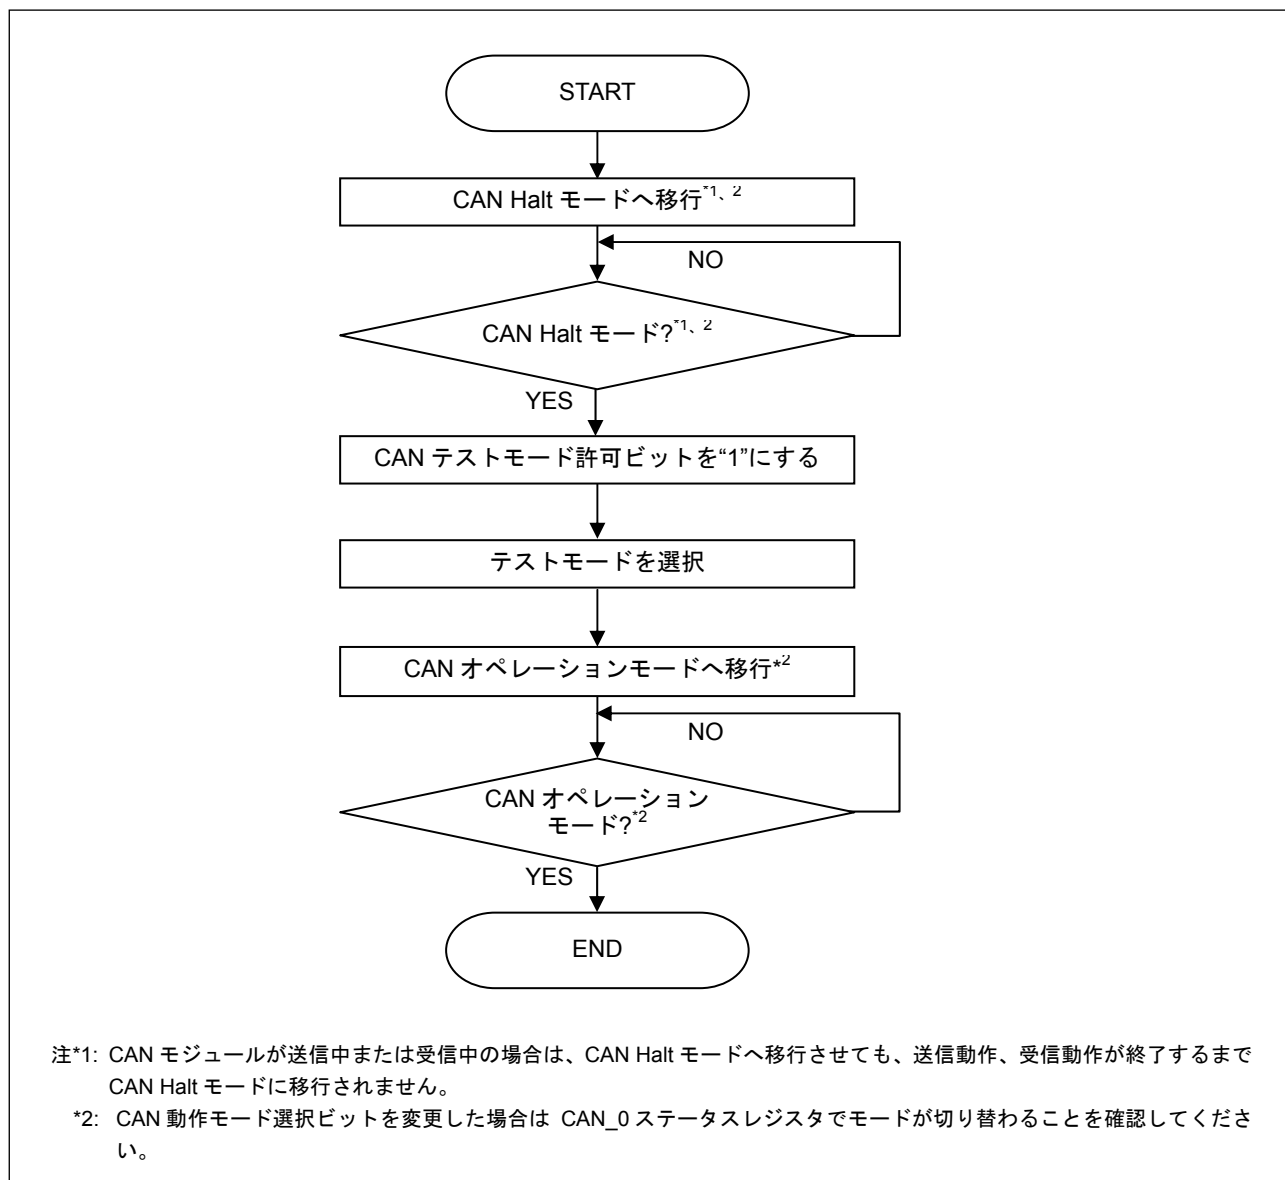 START
CAN Halt モードへ移行*1、2
NO
CAN Halt モード?*1、2
YES
CAN テストモード許可ビットを“1”にする
テストモードを選択
CAN オペレーションモードへ移行*2
NO
CAN オペレーション
モード?*2
YES
END
注*1: CAN モジュールが送信中または受信中の場合は、CAN Halt モードへ移行させても、送信動作、受信動作が終了するまで
CAN Halt モードに移行されません。
*2: CAN 動作モード選択ビットを変更した場合は CAN_0 ステータスレジスタでモードが切り替わることを確認してくださ
い。